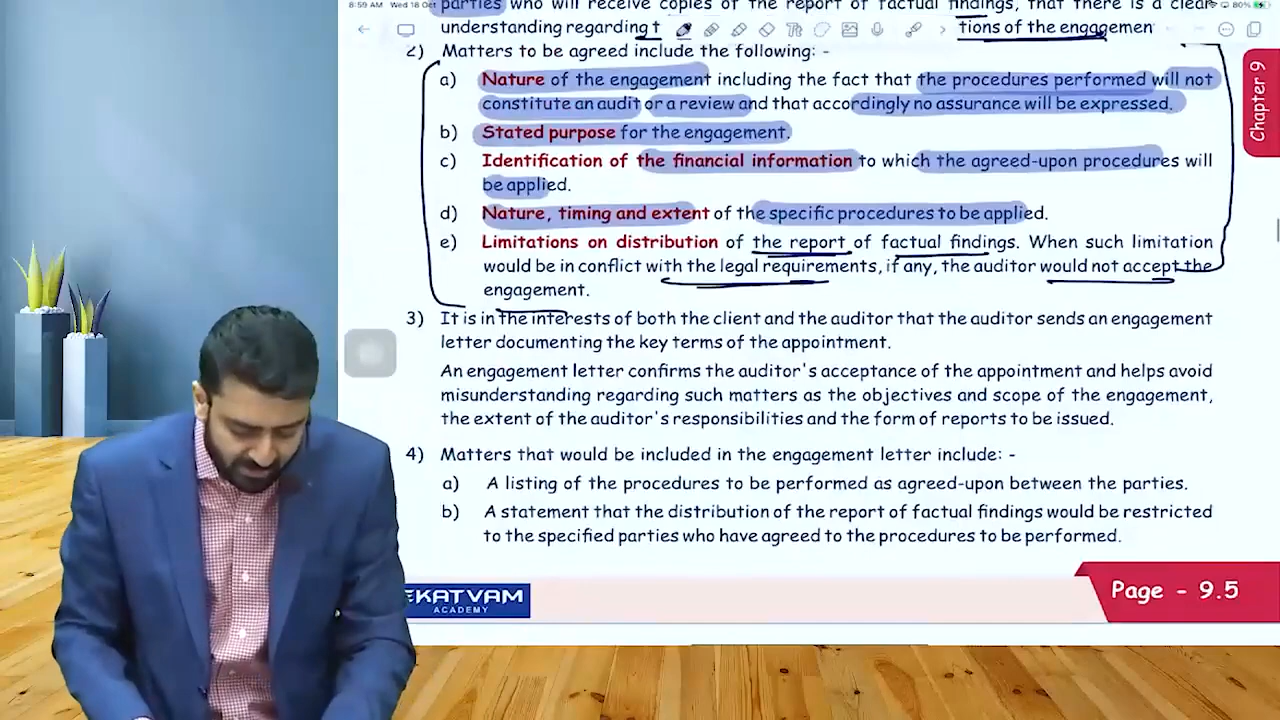 8:59 AM Wed 18 Oct
80%
parties who will receive copies of the report of factual findings, that there is a clear
understanding regarding t tions of the engagemen
2) Matters to be agreed include the following: -
a) Nature of the engagement including the fact that the procedures performed will not
constitute an audit or a review and that accordingly no assurance will be expressed.
b) Stated purpose for the engagement.
c) Identification of the financial information to which the agreed-upon procedures will
be applied.
d) Nature, timing and extent of the specific procedures to be applied.
e) Limitations on distribution of the report of factual findings. When such limitation
would be in conflict with the legal requirements, if any, the auditor would not accept the
engagement.
3) It is in the interests of both the client and the auditor that the auditor sends an engagement
letter documenting the key terms of the appointment.
An engagement letter confirms the auditor's acceptance of the appointment and helps avoid
misunderstanding regarding such matters as the objectives and scope of the engagement,
the extent of the auditor's responsibilities and the form of reports to be issued.
4) Matters that would be included in the engagement letter include: -
a) A listing of the procedures to be performed as agreed-upon between the parties.
b) A statement that the distribution of the report of factual findings would be restricted
to the specified parties who have agreed to the procedures to be performed.
Chapter 9
EKATVAM
ACADEMY
Page - 9.5